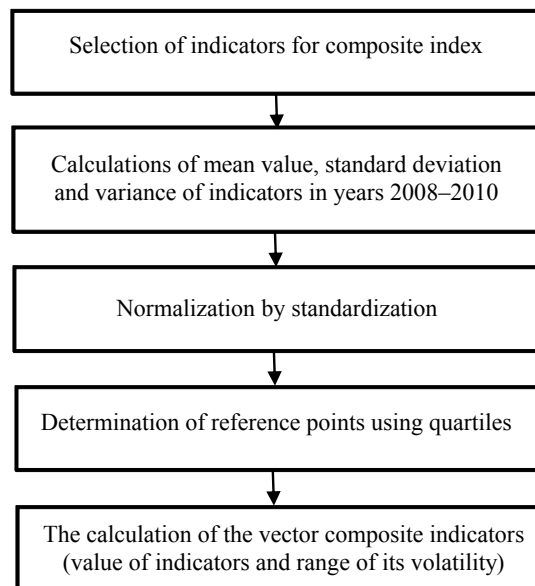 Selection of indicators for composite index
Calculations of mean value, standard deviation
and variance of indicators in years 2008–2010
Normalization by standardization
Determination of reference points using quartiles
The calculation of the vector composite indicators
(value of indicators and range of its volatility)